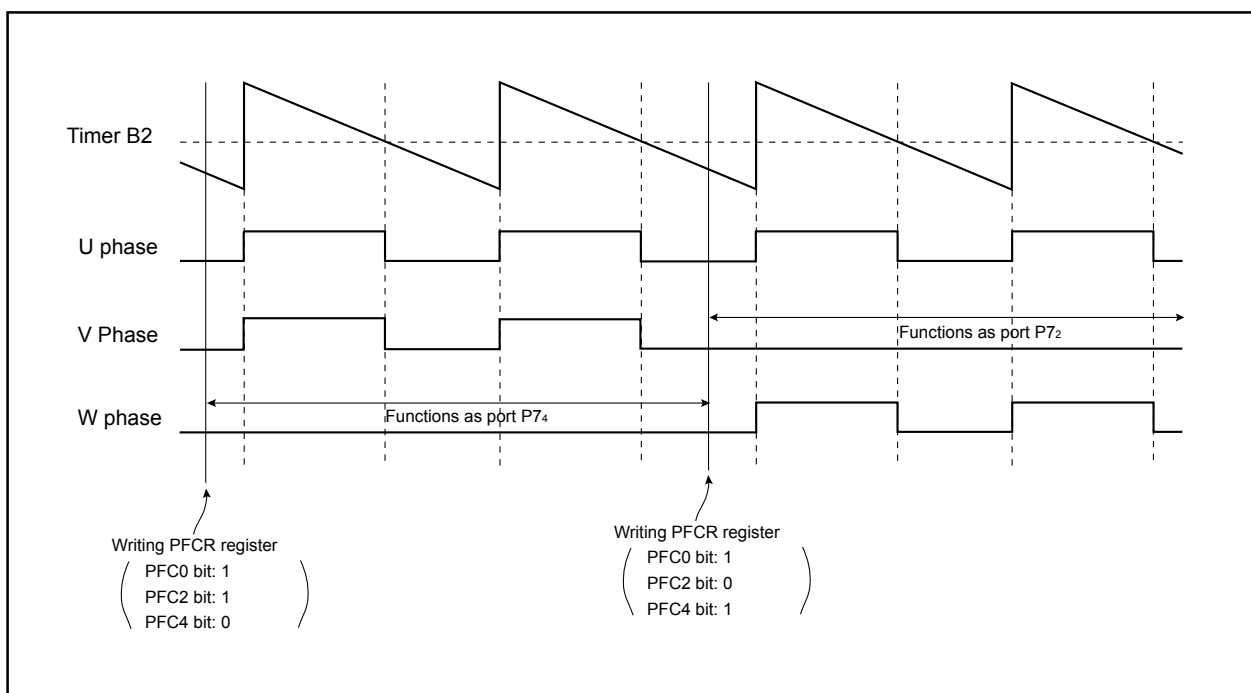 Timer B2
U phase
V Phase
Functions as port P7₂
W phase
Functions as port P7₄
Writing PFCR register
PFC0 bit: 1
PFC2 bit: 1
PFC4 bit: 0
Writing PFCR register
PFC0 bit: 1
PFC2 bit: 0
PFC4 bit: 1